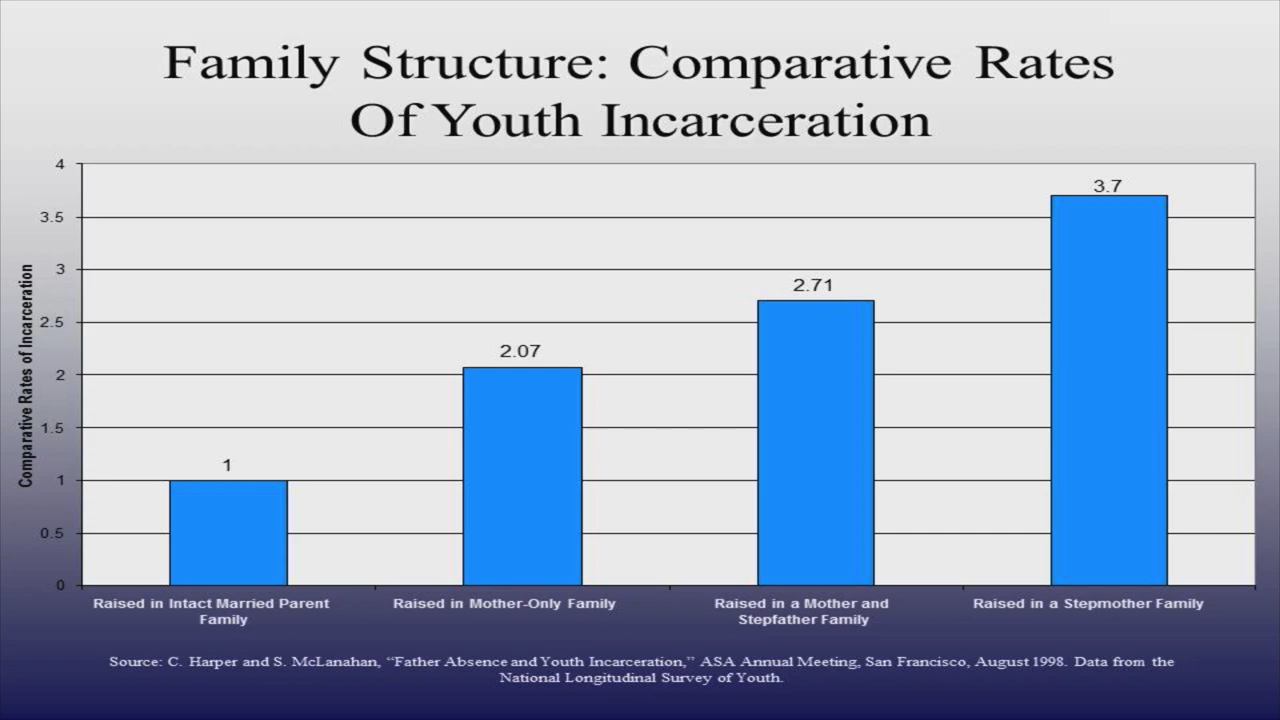 Family Structure: Comparative Rates
Of Youth Incarceration
Comparative Rates of Incarceration
4
3.5
3
2.5
2
1.5
1
0.5
0
1
2.07
2.71
3.7
Raised in Intact Married Parent
Family
Raised in Mother-Only Family
Raised in a Mother and
Stepfather Family
Raised in a Stepmother Family
Source: C. Harper and S. McLanahan, “Father Absence and Youth Incarceration,” ASA Annual Meeting, San Francisco, August 1998. Data from the
National Longitudinal Survey of Youth.